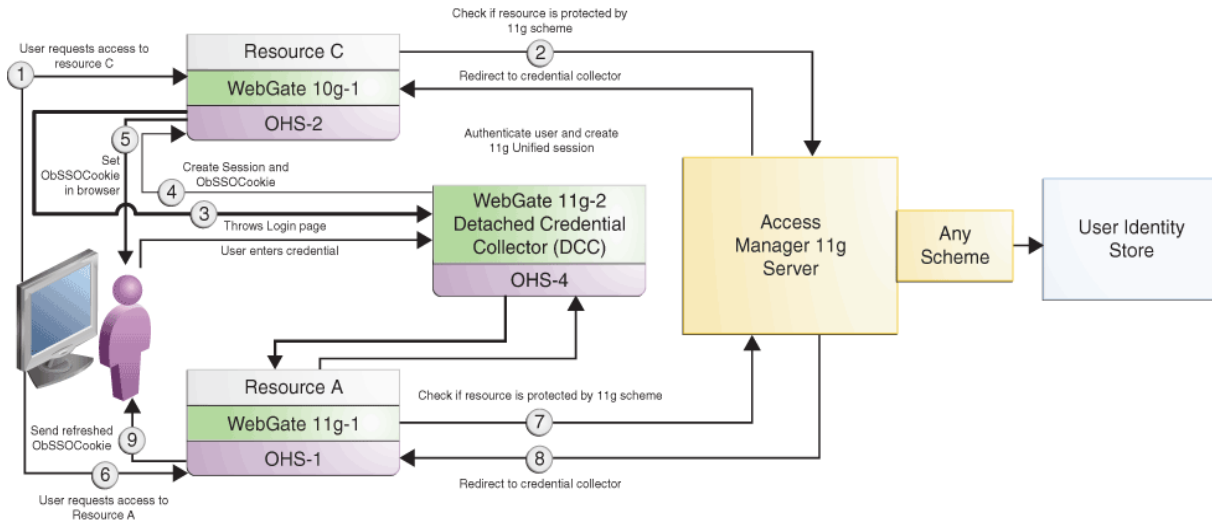 Check if resource is protected by
11g scheme
2
User requests access to
resource C
1
Resource C
WebGate 10g-1
OHS-2
Redirect to credential collector
5
Set
ObSSOCookie
in browser
Authenticate user and create
11g Unified session
Create Session and
ObSSOCookie
4
3
Throws Login page
User enters credential
WebGate 11g-2
Detached Credential
Collector (DCC)
OHS-4
Access
Manager 11g
Server
Any
Scheme
User Identity
Store
Resource A
WebGate 11g-1
OHS-1
Check if resource is protected by 11g scheme
7
8
Redirect to credential collector
Send refreshed
ObSSOCookie
9
6
User requests access to
Resource A